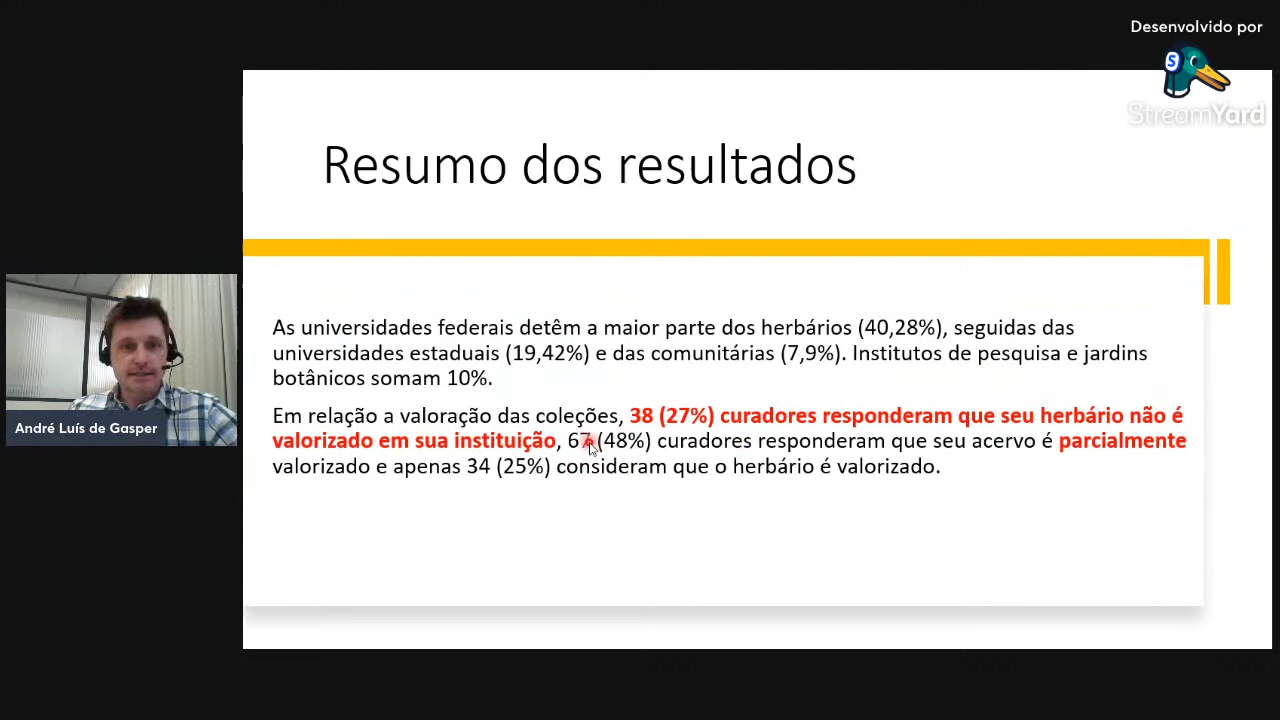 Desenvolvido por
StreamYard
Resumo dos resultados
As universidades federais detêm a maior parte dos herbários (40,28%), seguidas das
universidades estaduais (19,42%) e das comunitárias (7,9%). Institutos de pesquisa e jardins
botânicos somam 10%.
Em relação a valoração das coleções, 38 (27%) curadores responderam que seu herbário não é
valorizado em sua instituição, 67 (48%) curadores responderam que seu acervo é parcialmente
valorizado e apenas 34 (25%) consideram que o herbário é valorizado.
André Luís de Gasper